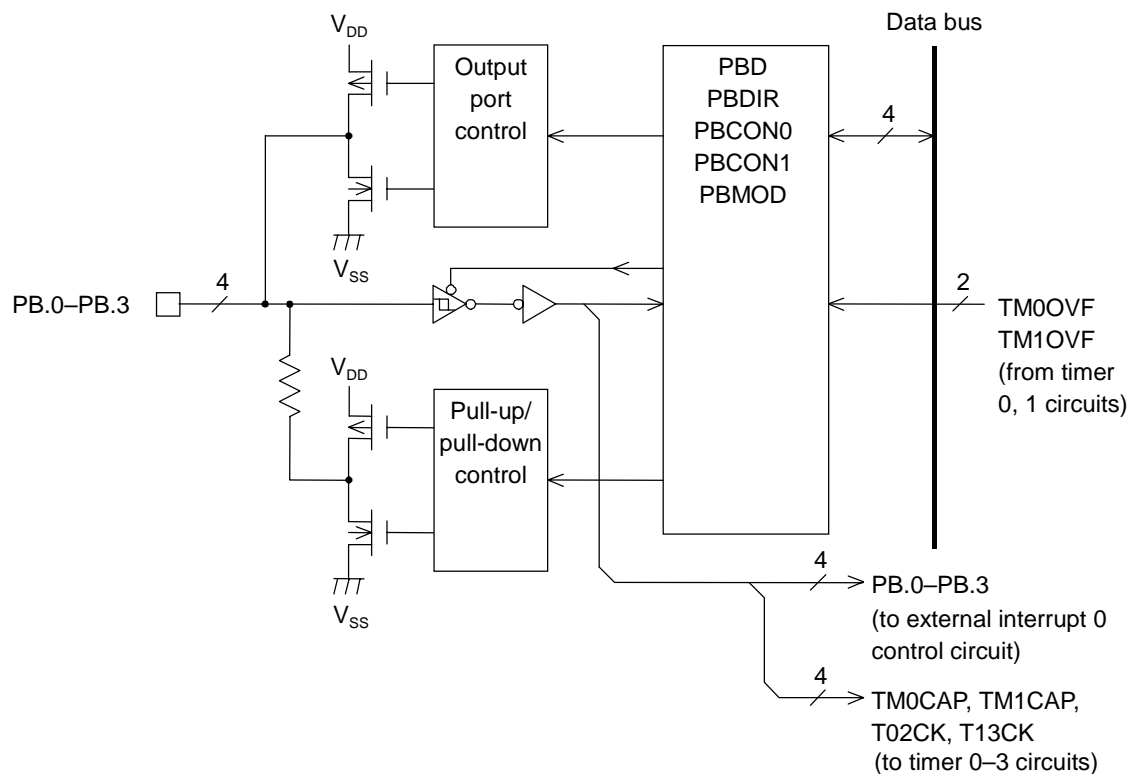 Data bus
VDD
Output
port
control
PBD
PBDIR
PBCON0
PBCON1
PBMOD
4
VSS
PB.0–PB.3
4
2
TM0OVF
TM1OVF
(from timer
0, 1 circuits)
VDD
Pull-up/
pull-down
control
VSS
4
PB.0–PB.3
(to external interrupt 0
control circuit)
4
TM0CAP, TM1CAP,
T02CK, T13CK
(to timer 0–3 circuits)